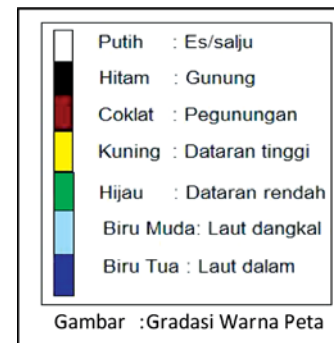 Putih : Es/salju
Hitam : Gunung
Coklat : Pegunungan
Kuning : Dataran tinggi
Hijau : Dataran rendah
Biru Muda: Laut dangkal
Biru Tua : Laut dalam
Gambar :Gradasi Warna Peta